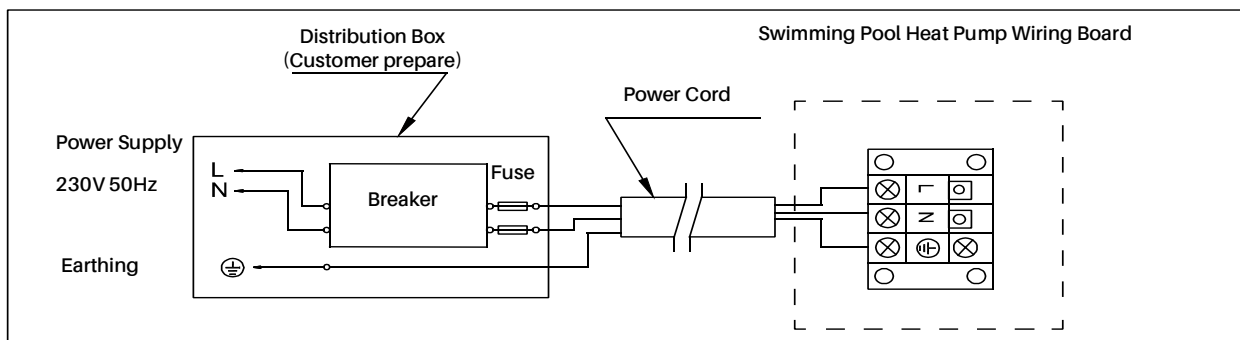 Distribution Box
(Customer prepare)
Swimming Pool Heat Pump Wiring Board
Power Cord
Power Supply
230V 50Hz
L
N
Breaker
Fuse
Earthing
L
N